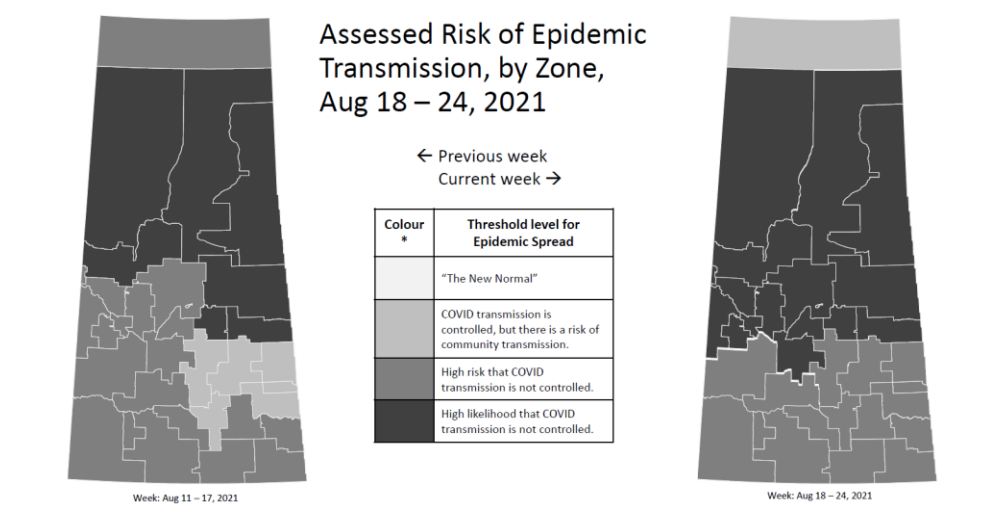 Assessed Risk of Epidemic
Transmission, by Zone,
Aug 18 – 24, 2021
← Previous week
Current week →
Colour
*
Threshold level for
Epidemic Spread
“The New Normal”
COVID transmission is
controlled, but there is a risk of
community transmission.
High risk that COVID
transmission is not controlled.
High likelihood that COVID
transmission is not controlled.
Week: Aug 11 – 17, 2021
Week: Aug 18 – 24, 2021